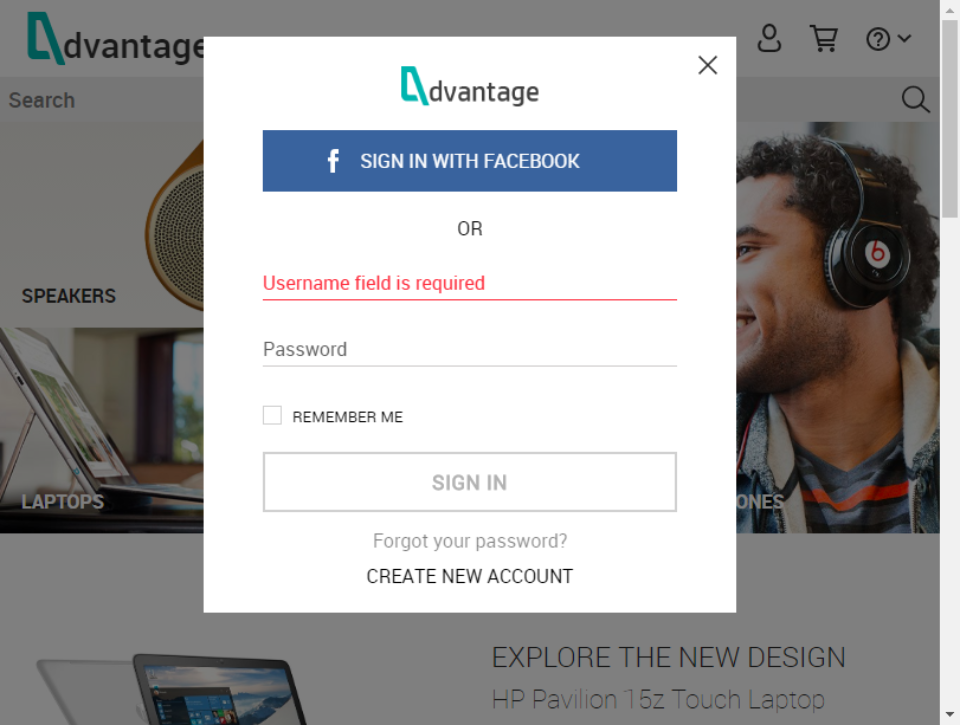 dvantage
Search
dvantage
SIGN IN WITH FACEBOOK
OR
Username field is required
Password
REMEMBER ME
SIGN IN
Forgot your password?
CREATE NEW ACCOUNT
SPEAKERS
LAPTOPS
ONES
EXPLORE THE NEW DESIGN
HP Pavilion 15z Touch Laptop